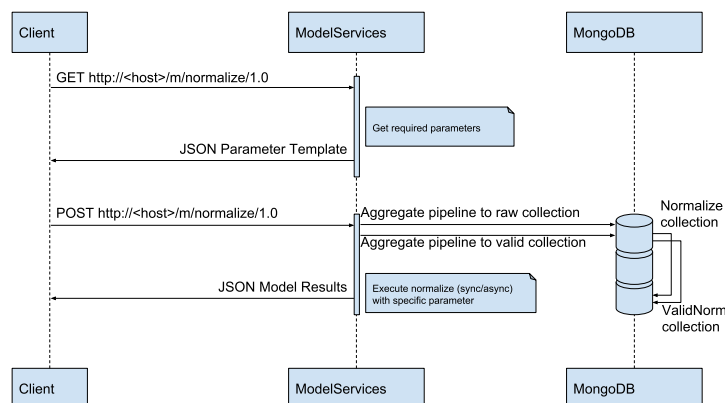 Client
ModelServices
MongoDB
GET http://<host>/m/normalize/1.0
Get required parameters
JSON Parameter Template
POST http://<host>/m/normalize/1.0
Aggregate pipeline to raw collection
Normalize
collection
Aggregate pipeline to valid collection
JSON Model Results
Execute normalize (sync/async)
with specific parameter
ValidNorm
collection
Client
ModelServices
MongoDB